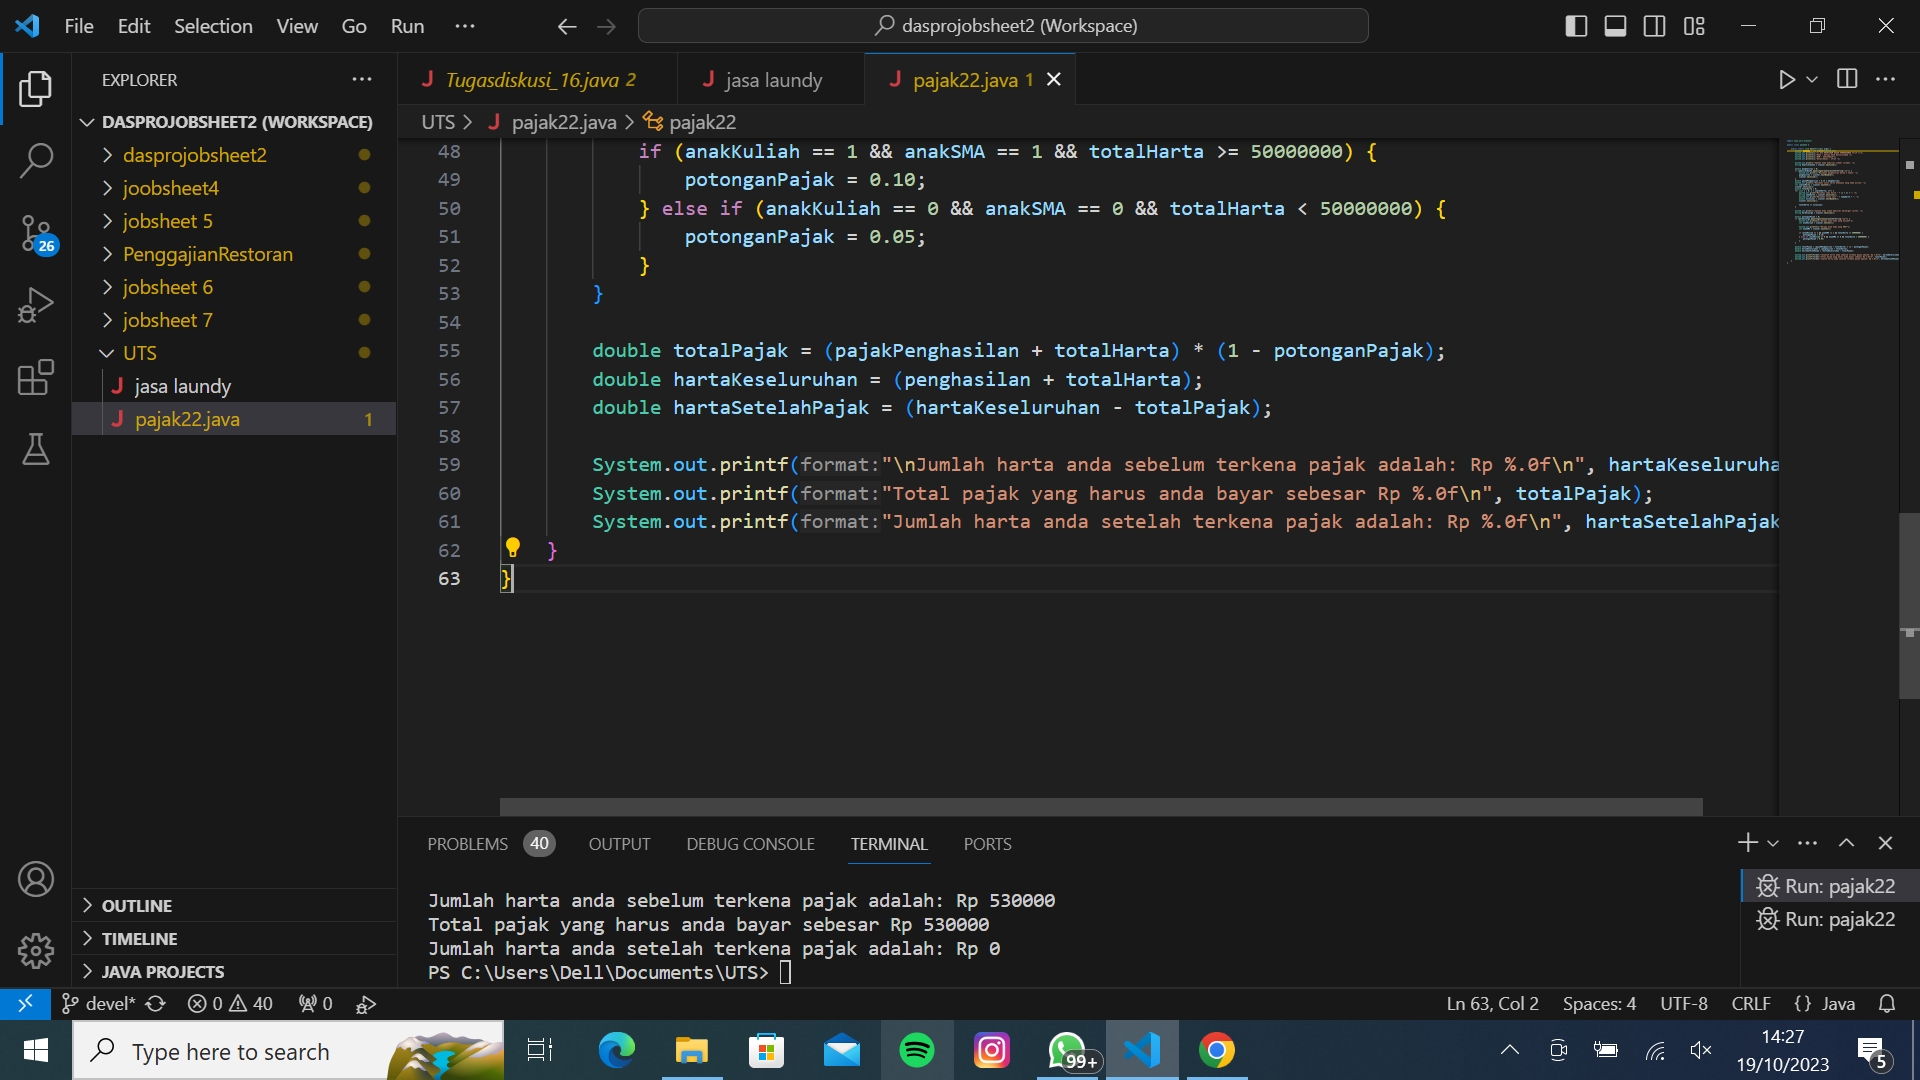 File Edit Selection View Go Run ···
dasprojobsheet2 (Workspace)
EXPLORER
DASPROJOBSHEET2 (WORKSPACE)
dasprojobsheet2
joobsheet4
jobsheet 5
PenggajianRestoran
jobsheet 6
jobsheet 7
UTS
jasa laundy
pajak22.java 1
26
OUTLINE
TIMELINE
JAVA PROJECTS
Tugasdiskusi_16.java 2 jasa laundy pajak22.java 1
UTS > pajak22.java > pajak22
48 if (anakKuliah == 1 && anakSMA == 1 && totalHarta >= 50000000) {
49 potonganPajak = 0.10;
50 } else if (anakKuliah == 0 && anakSMA == 0 && totalHarta < 50000000) {
51 potonganPajak = 0.05;
52 }
53 }
54
55 double totalPajak = (pajakPenghasilan + totalHarta) * (1 - potonganPajak);
56 double hartaKeseluruhan = (penghasilan + totalHarta);
57 double hartaSetelahPajak = (hartaKeseluruhan - totalPajak);
58
59 System.out.printf(format:"\nJumlah harta anda sebelum terkena pajak adalah: Rp %.0f\n", hartaKeseluruha
60 System.out.printf(format:"Total pajak yang harus anda bayar sebesar Rp %.0f\n", totalPajak);
61 System.out.printf(format:"Jumlah harta anda setelah terkena pajak adalah: Rp %.0f\n", hartaSetelahPajak
62 }
63 }
PROBLEMS 40 OUTPUT DEBUG CONSOLE TERMINAL PORTS
Jumlah harta anda sebelum terkena pajak adalah: Rp 530000
Total pajak yang harus anda bayar sebesar Rp 530000
Jumlah harta anda setelah terkena pajak adalah: Rp 0
PS C:\Users\Dell\Documents\UTS>
Run: pajak22
Run: pajak22
devel* 0 40 0
Ln 63, Col 2 Spaces: 4 UTF-8 CRLF {} Java
Type here to search
99+
14:27
19/10/2023
5